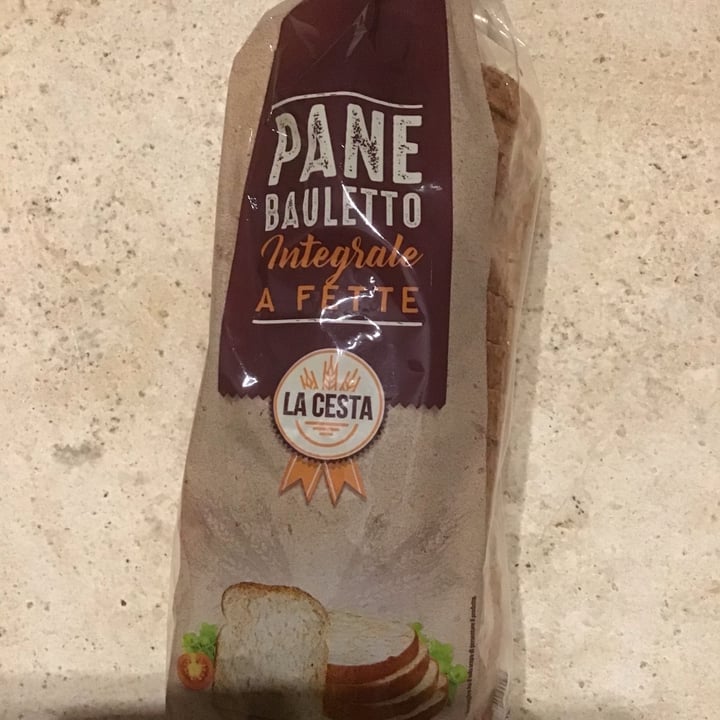 PANE
BAULETTO
Integrale
A FETTE
LA CESTA